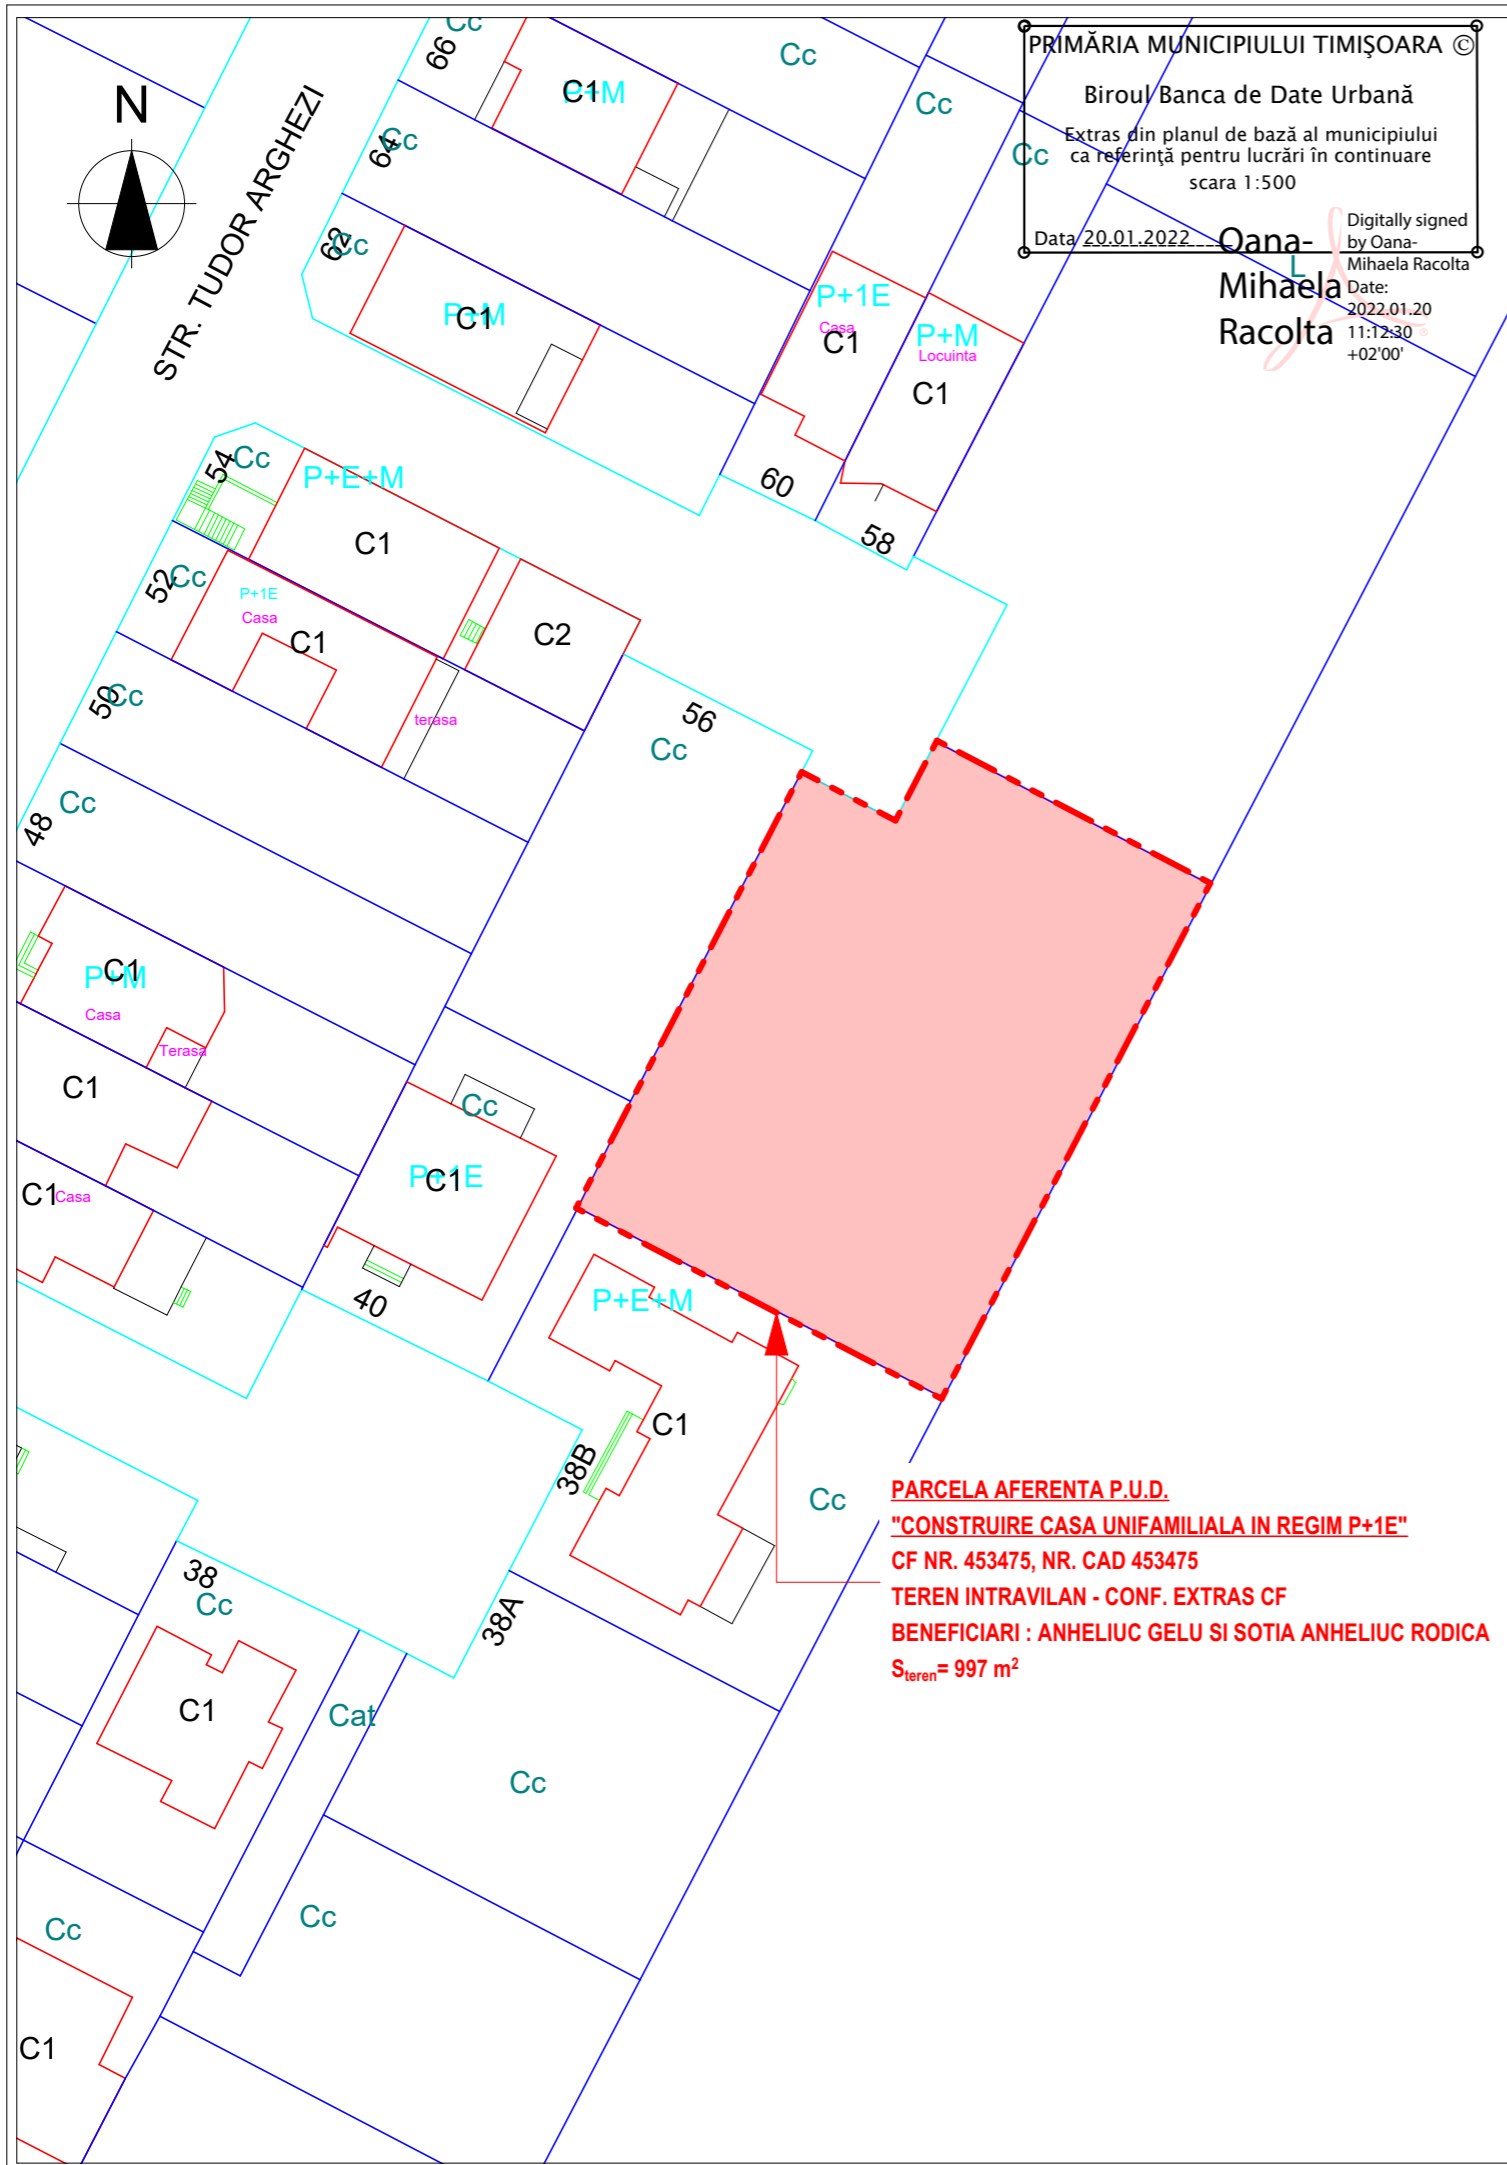 PRIMĂRIA MUNICIPIULUI TIMIŞOARA ©
Biroul Banca de Date Urbană
Extras din planul de bază al municipiului
ca referinţă pentru lucrări în continuare
scara 1:500
Data 20.01.2022
Oana-
Mihaela
Racolta
Digitally signed
by Oana-
Mihaela Racolta
Date:
2022.01.20
11:12:30
+02'00'
L
N
STR. TUDOR ARGHEZI
66
Cc
C1
P+M
Cc
Cc
Cc
64
Cc
62
Cc
P+M
C1
P+1E
Casa
C1
P+M
Locuinta
C1
60
58
54
Cc
P+E+M
C1
C2
52
Cc
P+1E
Casa
C1
terasa
50
Cc
56
Cc
48
Cc
C1
P+M
Casa
Terasa
C1
C1
Casa
Cc
P+1E
C1
40
P+E+M
C1
38B
Cc
38A
38
Cc
C1
Cat
Cc
Cc
Cc
C1
PARCELA AFERENTA P.U.D.
"CONSTRUIRE CASA UNIFAMILIALA IN REGIM P+1E"
CF NR. 453475, NR. CAD 453475
TEREN INTRAVILAN - CONF. EXTRAS CF
BENEFICIARI : ANHELIUC GELU SI SOTIA ANHELIUC RODICA
Steren= 997 m²